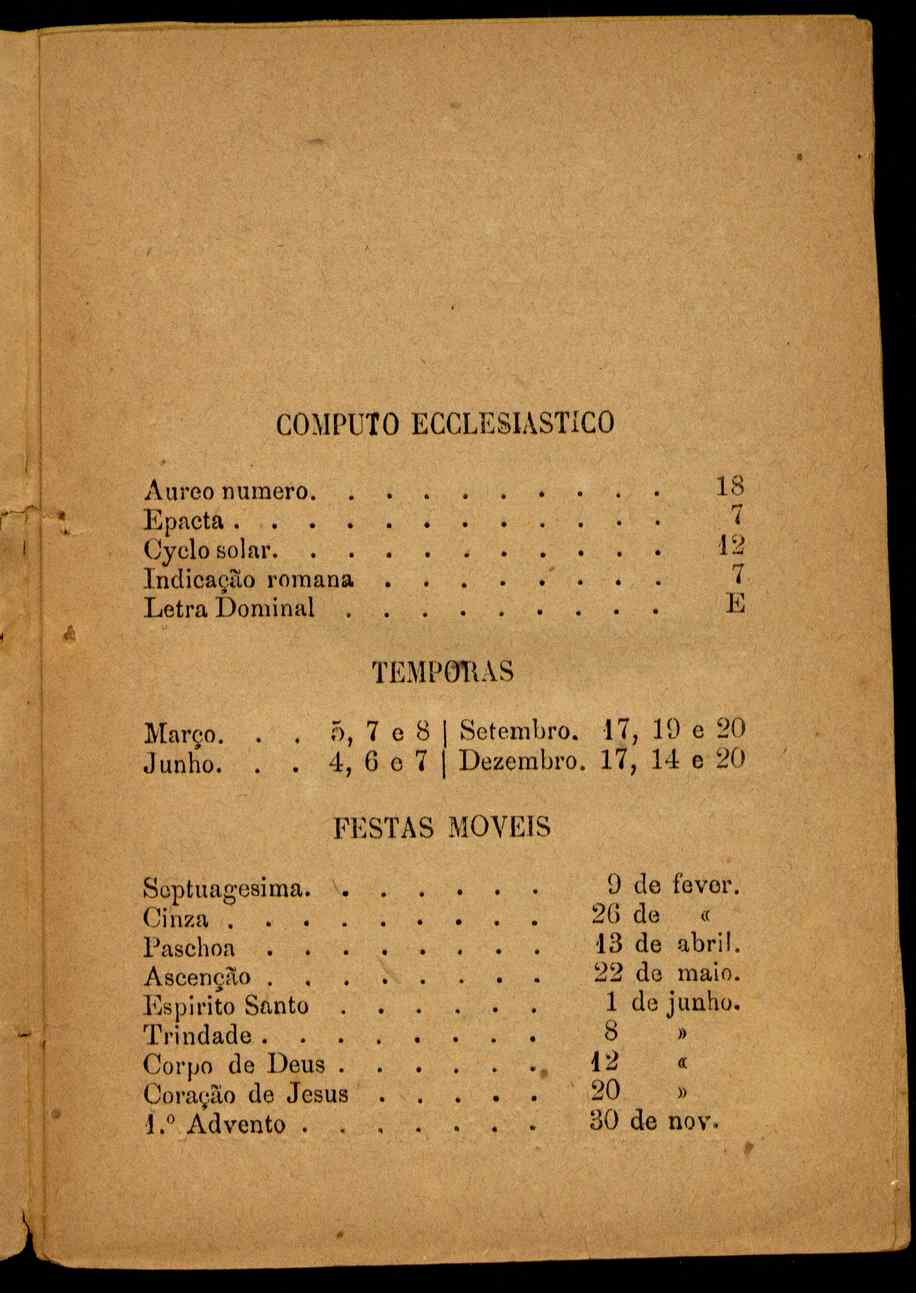 COMPUTO ECCLESIASTICO
Aureo numero. . . . . . . . . . 18
Epacta . . . . . . . . . . . . 7
Cyclo solar. . . . . . . . . . . 12
Indicação romana . . . . . . . . 7
Letra Dominal . . . . . . . . . E
TEMPORAS
Março. . . 5, 7 e 8 | Setembro. 17, 19 e 20
Junho. . . 4, 6 e 7 | Dezembro. 17, 14 e 20
FESTAS MOVEIS
Septuagesima. . . . . . . 9 de fever.
Cinza . . . . . . . . . 26 de «
Paschoa . . . . . . . . 13 de abril.
Ascenção . . . . . . . . 22 de maio.
Espirito Santo . . . . . . 1 de junho.
Trindade . . . . . . . . 8 »
Corpo de Deus . . . . . . 12 «
Coração de Jesus . . . . . 20 »
1.º Advento . . . . . . . 30 de nov.